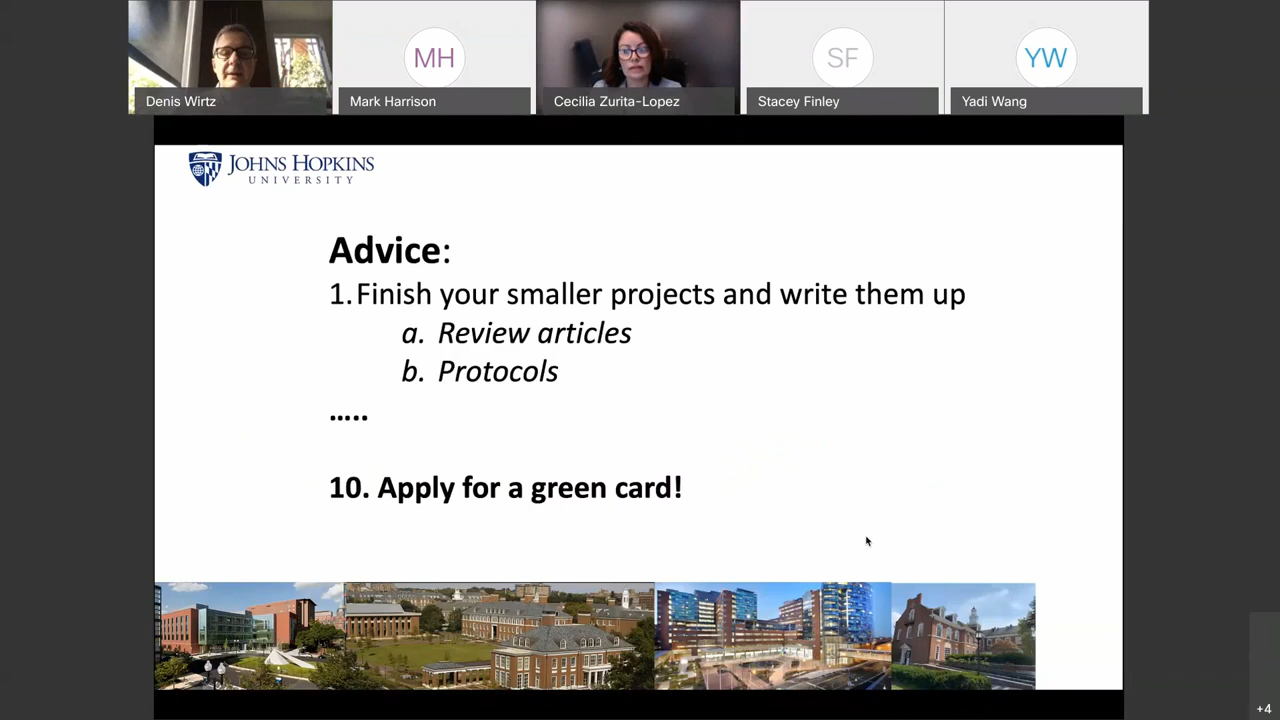 Denis Wirtz
MH
Mark Harrison
Cecilia Zurita-Lopez
SF
Stacey Finley
YW
Yadi Wang
JOHNS HOPKINS
UNIVERSITY
Advice:
1. Finish your smaller projects and write them up
a. Review articles
b. Protocols
…..
10. Apply for a green card!
+4